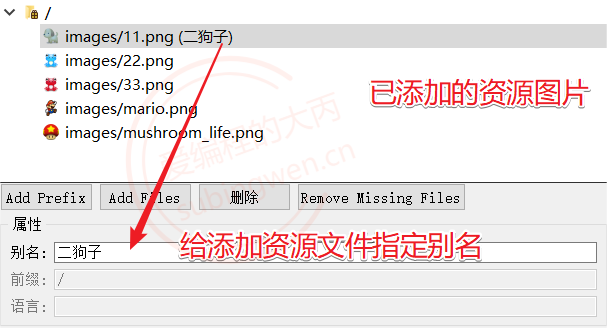 /
images/11.png (二狗子)
images/22.png
images/33.png
images/mario.png
images/mushroom_life.png
已添加的资源图片
爱编程的大丙
subingwen.cn
Add Prefix Add Files 删除 Remove Missing Files
属性
别名: 二狗子
给添加资源文件指定别名
前缀: /
语言: